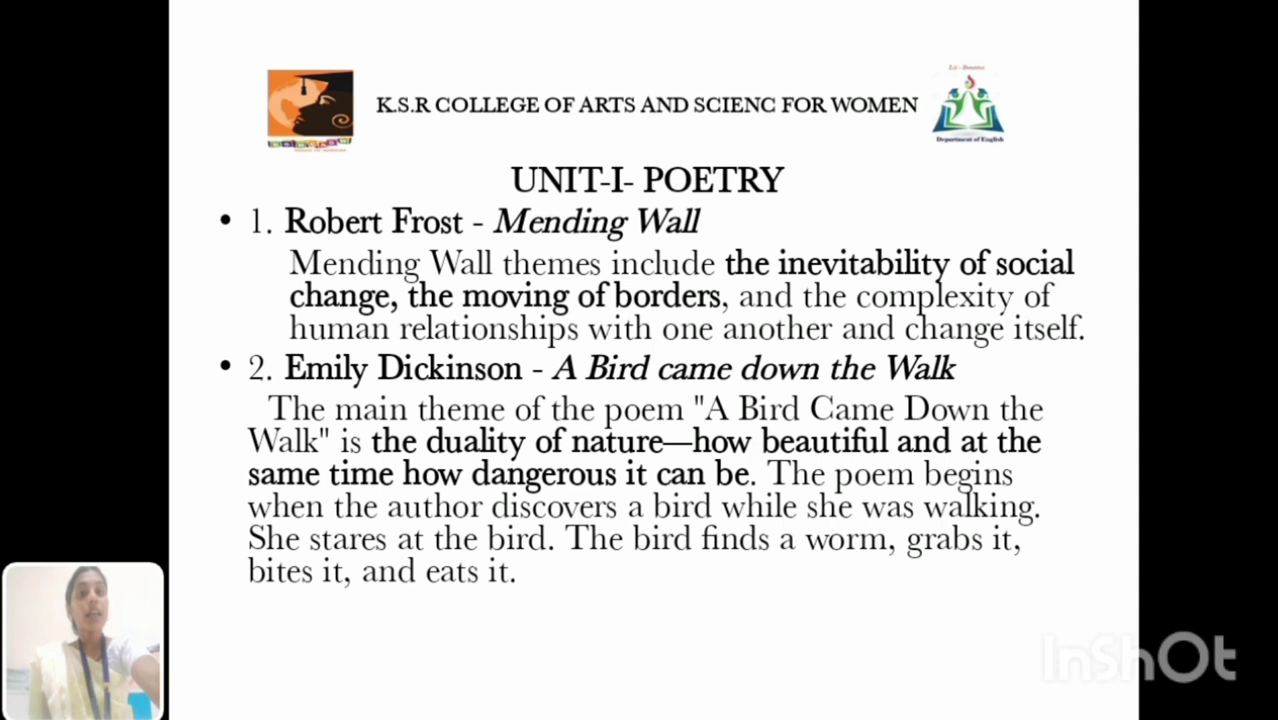 Lit - Bonanza
K.S.R COLLEGE OF ARTS AND SCIENC FOR WOMEN
Department of English
UNIT-I- POETRY
• 1. Robert Frost - Mending Wall
Mending Wall themes include the inevitability of social
change, the moving of borders, and the complexity of
human relationships with one another and change itself.
• 2. Emily Dickinson - A Bird came down the Walk
The main theme of the poem "A Bird Came Down the
Walk" is the duality of nature—how beautiful and at the
same time how dangerous it can be. The poem begins
when the author discovers a bird while she was walking.
She stares at the bird. The bird finds a worm, grabs it,
bites it, and eats it.
InShOt